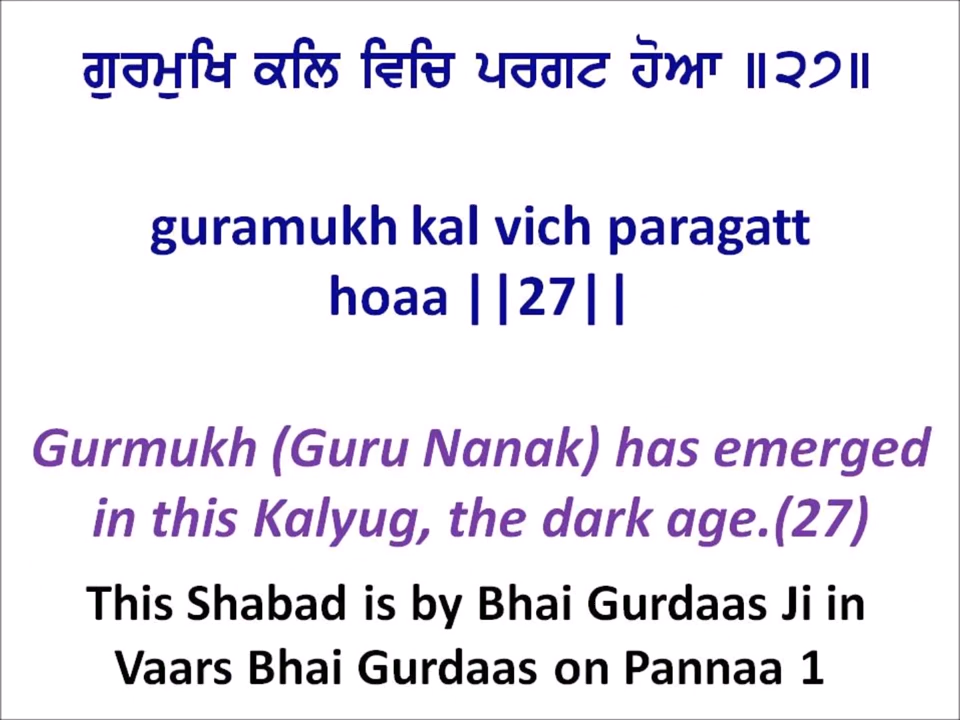 ਗੁਰਮੁਖਿ ਕਲਿ ਵਿਚਿ ਪਰਗਟ ਹੋਆ ॥੨੭॥
guramukh kal vich paragatt
hoaa ||27||
Gurmukh (Guru Nanak) has emerged
in this Kalyug, the dark age.(27)
This Shabad is by Bhai Gurdaas Ji in
Vaars Bhai Gurdaas on Pannaa 1